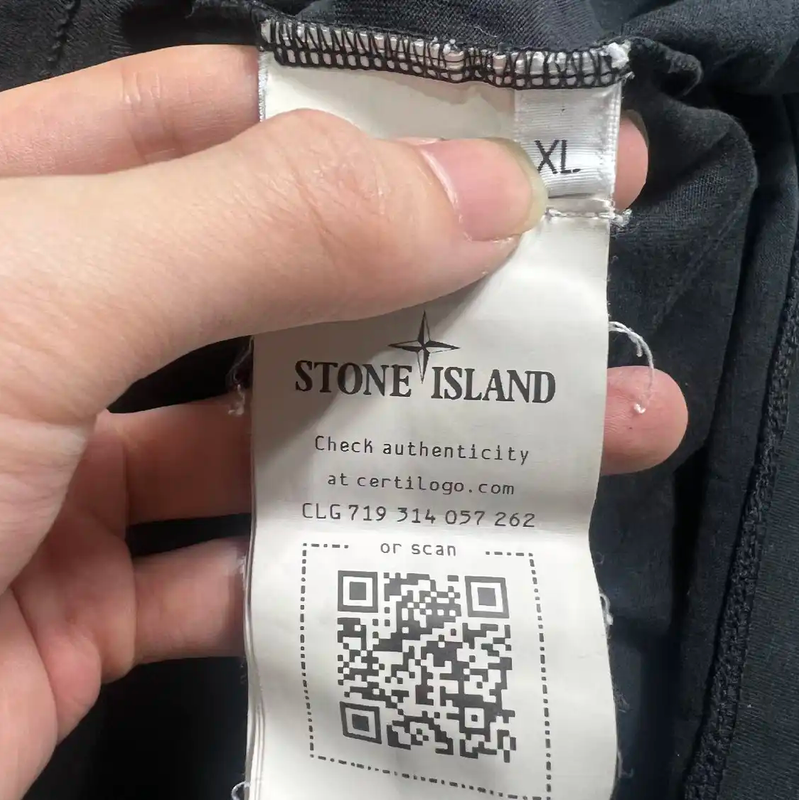 XL
STONE ISLAND
Check authenticity
at certilogo.com
CLG 719 314 057 262
or scan